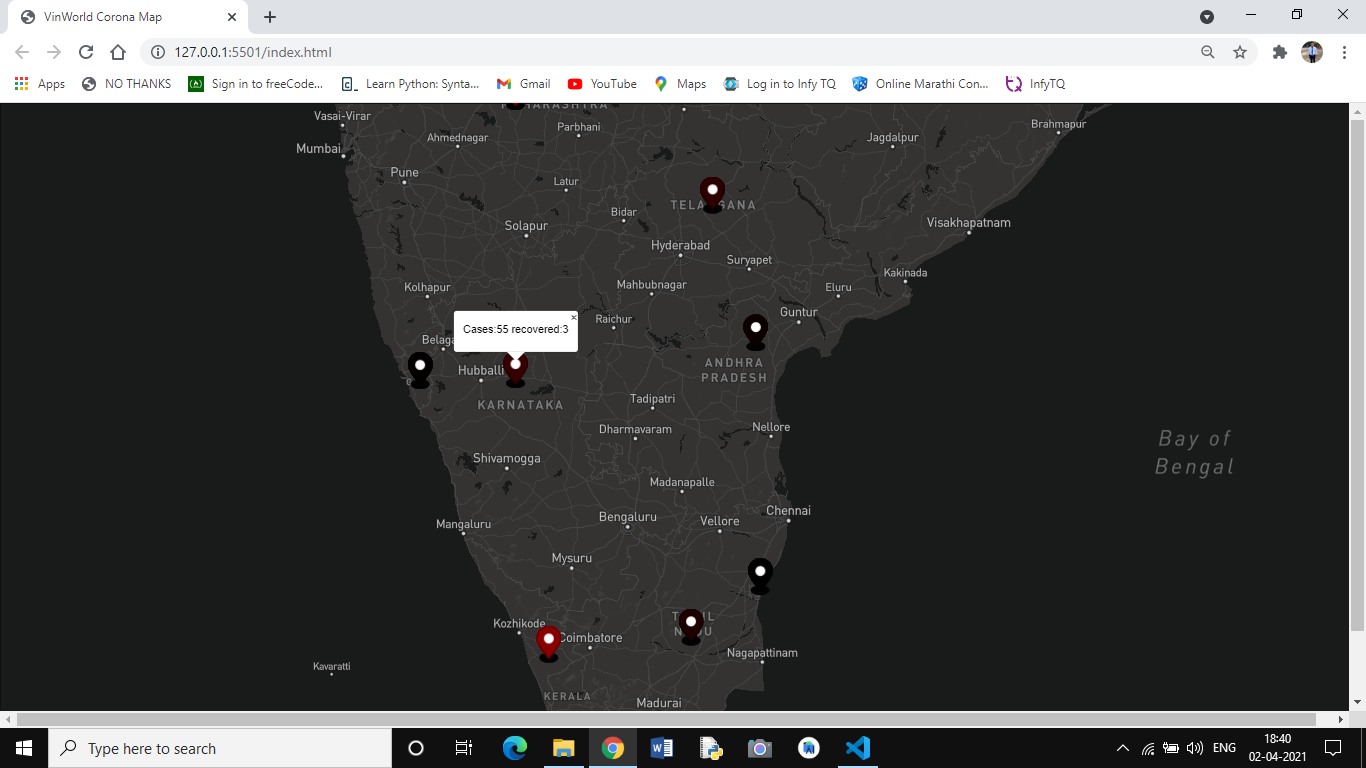 VinWorld Corona Map
127.0.0.1:5501/index.html
Apps
NO THANKS
Sign in to freeCode...
Learn Python: Synta...
Gmail
YouTube
Maps
Log in to Infy TQ
Online Marathi Con...
InfyTQ
MAHARASHTRA
Vasai-Virar
Parbhani
Brahmapur
Ahmednagar
Jagdalpur
Mumbai
Pune
Latur
TELANGANA
Bidar
Solapur
Visakhapatnam
Hyderabad
Suryapet
Kakinada
Kolhapur
Mahbubnagar
Eluru
Guntur
Raichur
Cases:55 recovered:3
×
Belaga
ANDHRA
PRADESH
Hubballi
KARNATAKA
Tadipatri
Nellore
Dharmavaram
Bay of
Bengal
Shivamogga
Madanapalle
Chennai
Bengaluru
Vellore
Mangaluru
Mysuru
TAMIL
NADU
Kozhikode
Coimbatore
Nagapattinam
Kavaratti
KERALA
Madurai
Type here to search
ENG
18:40
02-04-2021